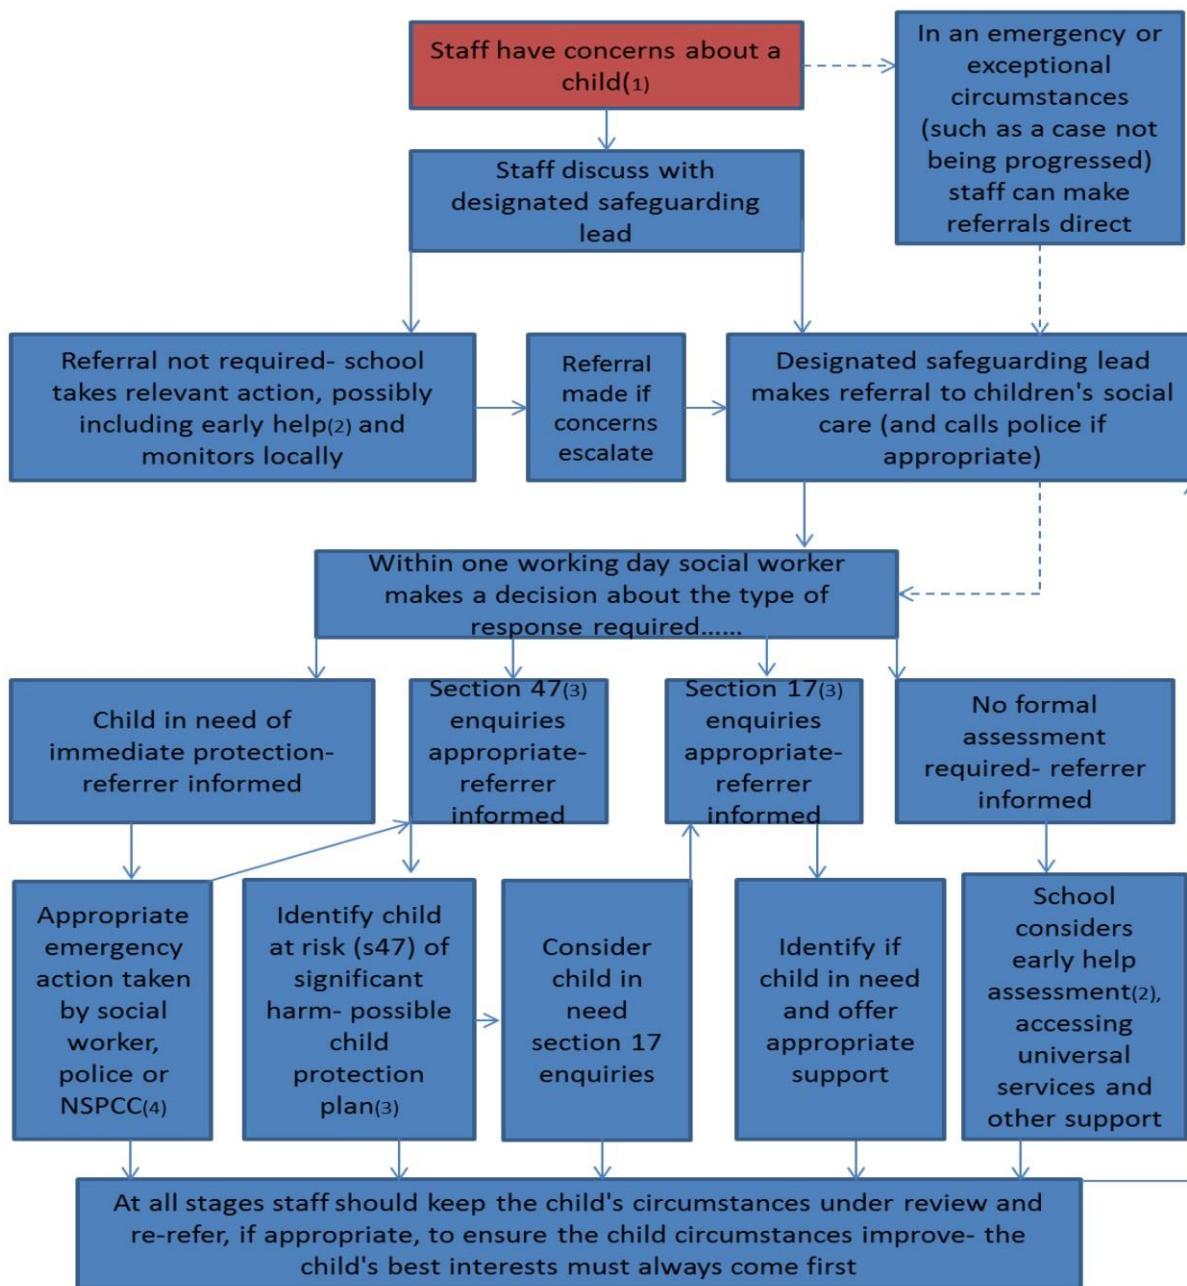 Staff have concerns about a
child(1)
In an emergency or
exceptional
circumstances
(such as a case not
being progressed)
staff can make
referrals direct
Staff discuss with
designated safeguarding
lead
Referral not required- school
takes relevant action, possibly
including early help(2) and
monitors locally
Referral
made if
concerns
escalate
Designated safeguarding lead
makes referral to children's social
care (and calls police if
appropriate)
Within one working day social worker
makes a decision about the type of
response required......
Child in need of
immediate protection-
referrer informed
Section 47(3)
enquiries
appropriate-
referrer
informed
Section 17(3)
enquiries
appropriate-
referrer
informed
No formal
assessment
required- referrer
informed
Appropriate
emergency
action taken
by social
worker,
police or
NSPCC(4)
Identify child
at risk (s47) of
significant
harm- possible
child
protection
plan(3)
Consider
child in
need
section 17
enquiries
Identify if
child in need
and offer
appropriate
support
School
considers
early help
assessment(2),
accessing
universal
services and
other support
At all stages staff should keep the child's circumstances under review and
re-refer, if appropriate, to ensure the child circumstances improve- the
child's best interests must always come first